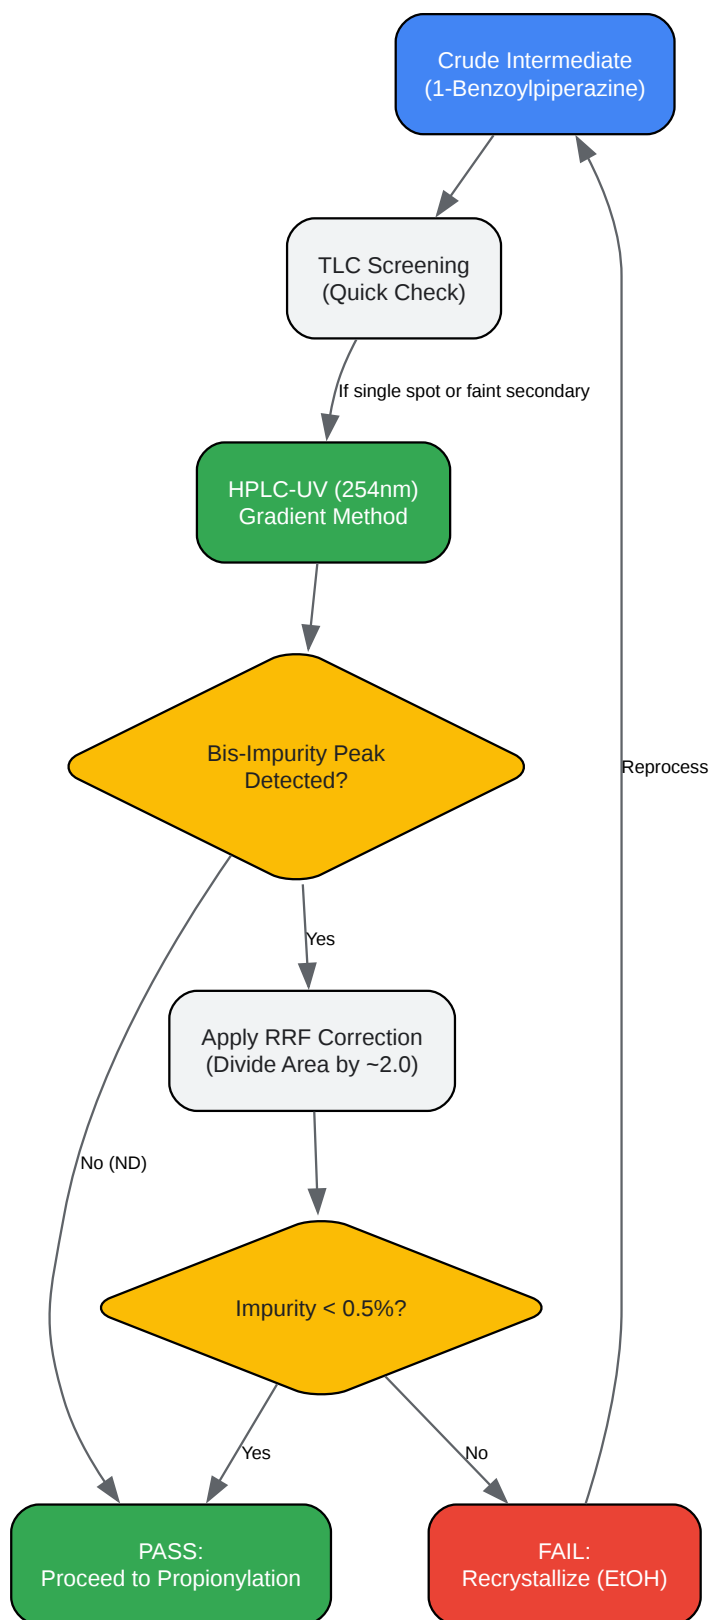 Crude Intermediate
(1-Benzoylpiperazine)
TLC Screening
(Quick Check)
If single spot or faint secondary
HPLC-UV (254nm)
Gradient Method
Bis-Impurity Peak
Detected?
Reprocess
Yes
Apply RRF Correction
(Divide Area by ~2.0)
No (ND)
Impurity < 0.5%?
Yes
No
PASS:
Proceed to Propionylation
FAIL:
Recrystallize (EtOH)